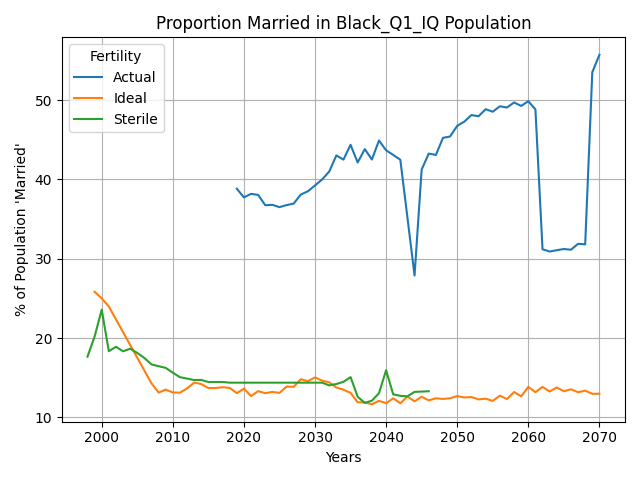 Proportion Married in Black_Q1_IQ Population
Fertility
Actual
Ideal
Sterile
% of Population 'Married'
50
40
30
20
10
2000 2010 2020 2030 2040 2050 2060 2070
Years